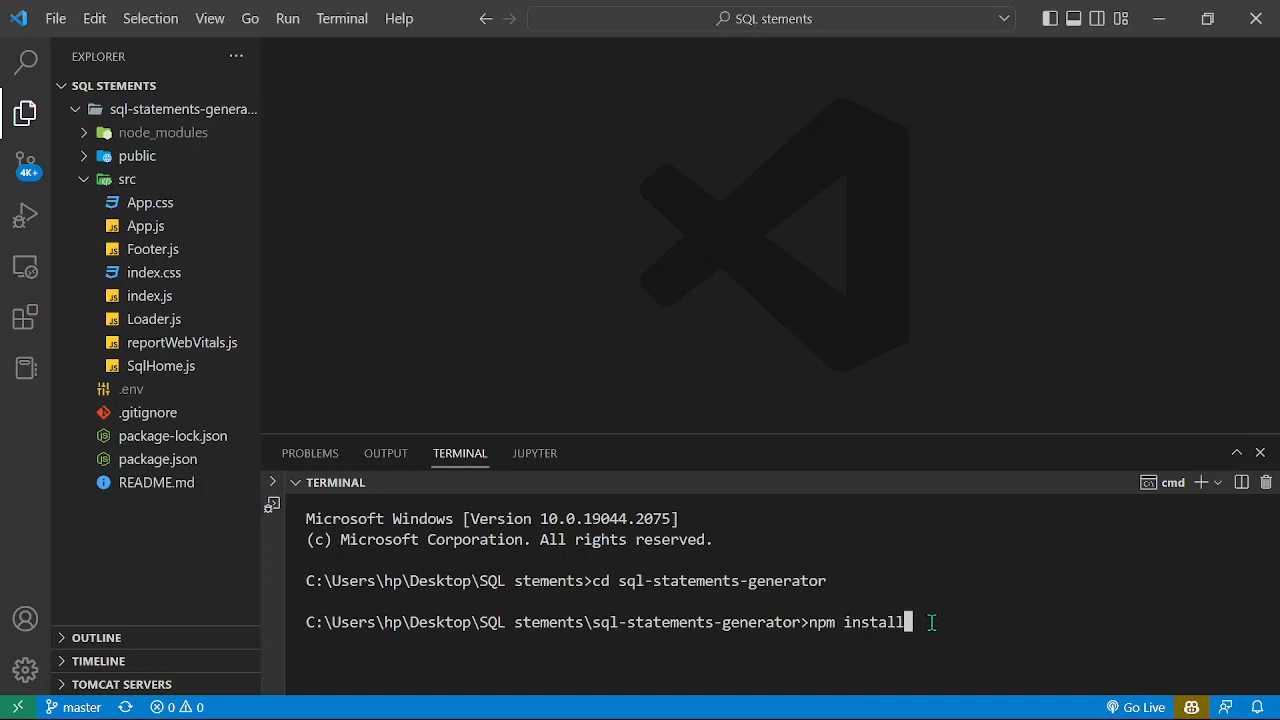 File Edit Selection View Go Run Terminal Help
SQL stements
EXPLORER
SQL STEMENTS
sql-statements-genera...
node_modules
public
src
App.css
App.js
Footer.js
index.css
index.js
Loader.js
reportWebVitals.js
SqlHome.js
.env
.gitignore
package-lock.json
package.json
README.md
OUTLINE
TIMELINE
TOMCAT SERVERS
4K+
PROBLEMS OUTPUT TERMINAL JUPYTER
TERMINAL
cmd
Microsoft Windows [Version 10.0.19044.2075]
(c) Microsoft Corporation. All rights reserved.
C:\Users\hp\Desktop\SQL stements>cd sql-statements-generator
C:\Users\hp\Desktop\SQL stements\sql-statements-generator>npm install
master 0 0 Go Live